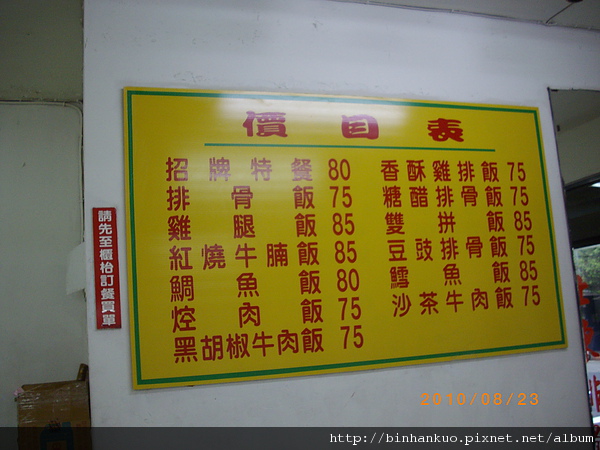 價目表
招牌特餐 80
排骨飯 75
雞腿飯 85
紅燒牛腩飯 85
鯛魚飯 80
焢肉飯 75
黑胡椒牛肉飯 75
香酥雞排飯 75
糖醋排骨飯 75
雙拼飯 85
豆豉排骨飯 75
鱈魚飯 85
沙茶牛肉飯 75
請先至櫃枱訂餐買單
2010/08/23
http://binhankuo.pixnet.net/album